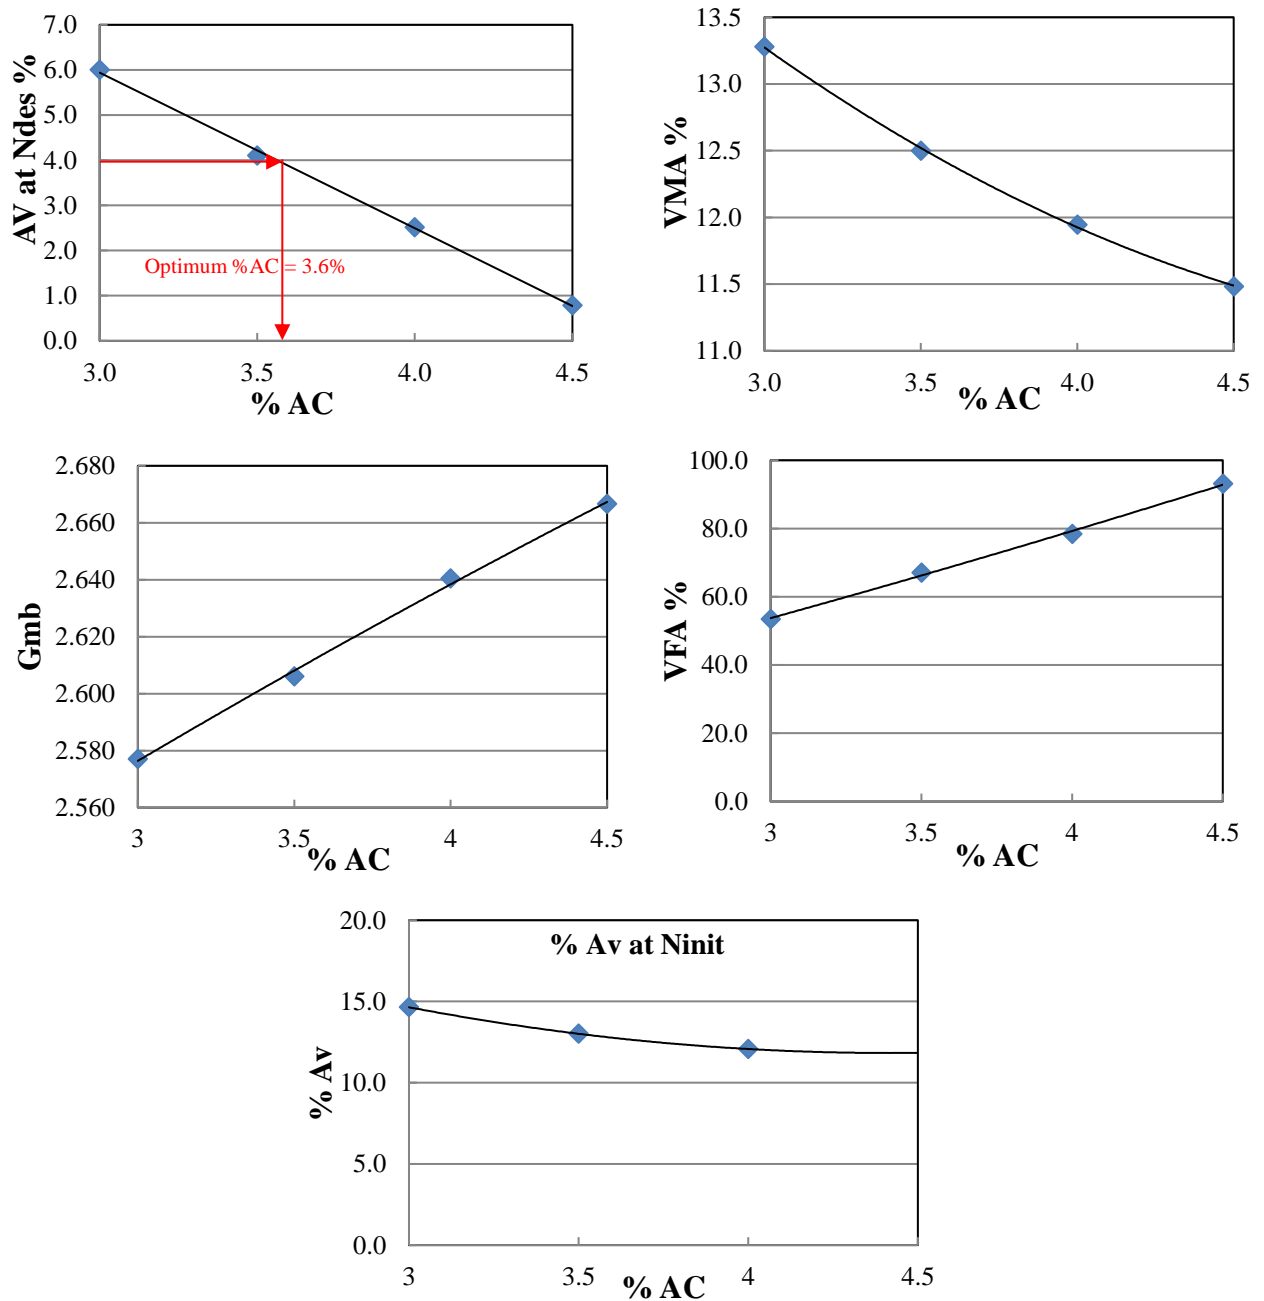 AV at Ndes %
7.0
6.0
5.0
4.0
3.0
2.0
1.0
0.0
Optimum %AC = 3.6%
3.0 3.5 4.0 4.5
% AC
VMA %
13.5
13.0
12.5
12.0
11.5
11.0
3.0 3.5 4.0 4.5
% AC
Gmb
2.680
2.660
2.640
2.620
2.600
2.580
2.560
3 3.5 4 4.5
% AC
VFA %
100.0
80.0
60.0
40.0
20.0
0.0
3 3.5 4 4.5
% AC
% Av at Ninit
% Av
20.0
15.0
10.0
5.0
0.0
3 3.5 4 4.5
% AC